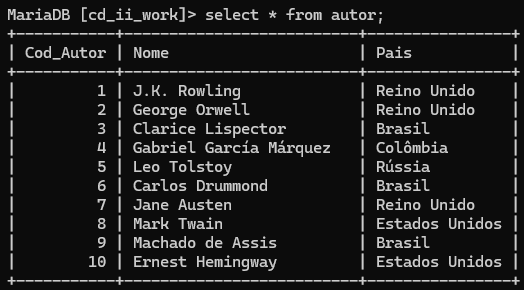 MariaDB [cd_ii_work]> select * from autor;
+-----------+--------------------------+----------------+
| Cod_Autor | Nome                     | Pais           |
+-----------+--------------------------+----------------+
|         1 | J.K. Rowling             | Reino Unido    |
|         2 | George Orwell            | Reino Unido    |
|         3 | Clarice Lispector        | Brasil         |
|         4 | Gabriel García Márquez   | Colômbia       |
|         5 | Leo Tolstoy              | Rússia         |
|         6 | Carlos Drummond          | Brasil         |
|         7 | Jane Austen              | Reino Unido    |
|         8 | Mark Twain               | Estados Unidos |
|         9 | Machado de Assis         | Brasil         |
|        10 | Ernest Hemingway         | Estados Unidos |
+-----------+--------------------------+----------------+